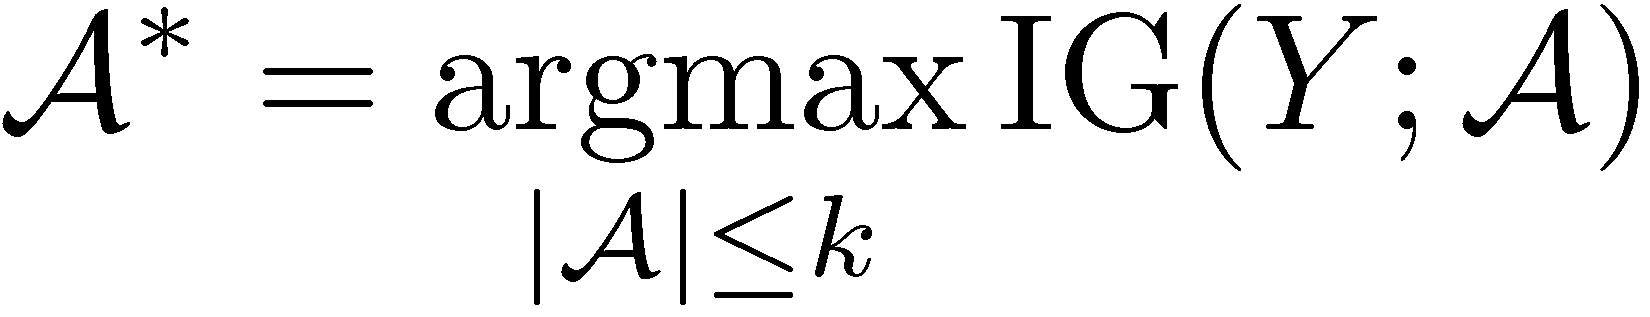 𝒜* = argmax IG(Y; 𝒜)
|𝒜|≤k